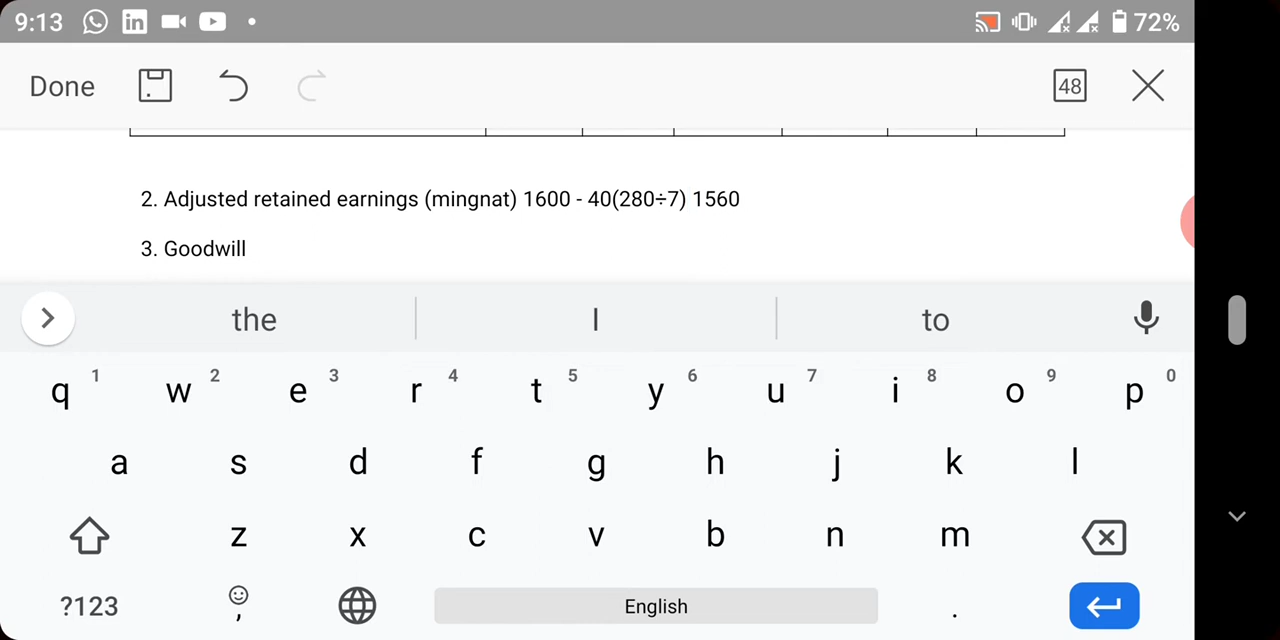 9:13 in 72%
Done 48
2. Adjusted retained earnings (mingnat) 1600 - 40(280÷7) 1560
3. Goodwill
the I to
q 1 w 2 e 3 r 4 t 5 y 6 u 7 i 8 o 9 p 0
a s d f g h j k l
z x c v b n m
?123 , English .